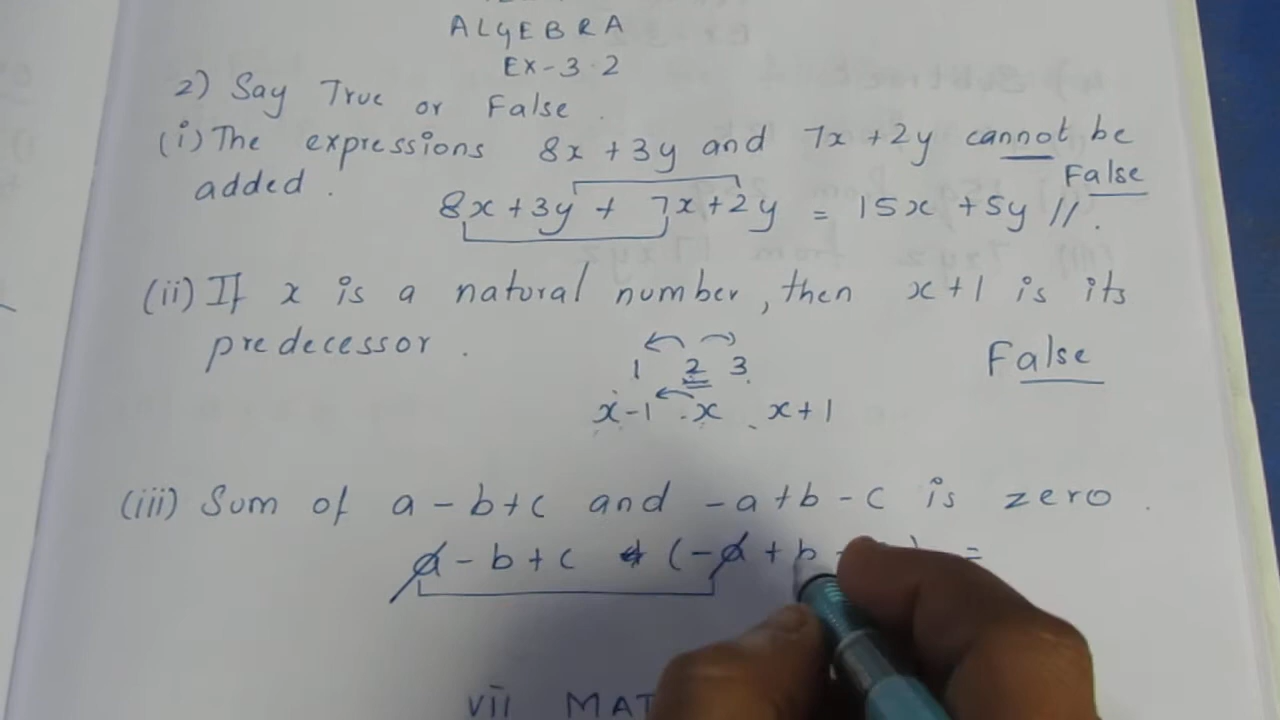 ALGEBRA
EX-3.2
2) Say True or False.
(i) The expressions 8x + 3y and 7x + 2y cannot be
added. False
8x + 3y + 7x + 2y = 15x + 5y //.
(ii) If x is a natural number, then x+1 is its
predecessor. False
1 2 3
x-1 x x+1
(iii) Sum of a - b + c and -a + b - c is zero.
a - b + c + (-a + b - ) =
vii MAT